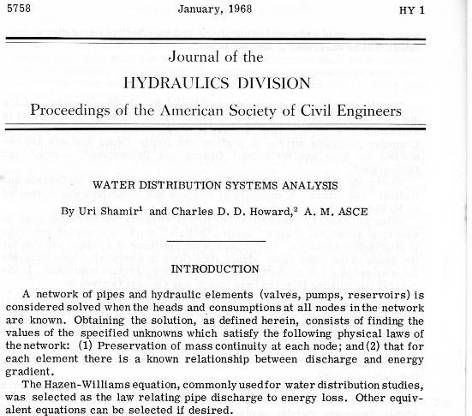 5758 January, 1968 HY 1
Journal of the
HYDRAULICS DIVISION
Proceedings of the American Society of Civil Engineers
WATER DISTRIBUTION SYSTEMS ANALYSIS
By Uri Shamir¹ and Charles D. D. Howard,² A. M. ASCE
INTRODUCTION
A network of pipes and hydraulic elements (valves, pumps, reservoirs) is
considered solved when the heads and consumptions at all nodes in the network
are known. Obtaining the solution, as defined herein, consists of finding the
values of the specified unknowns which satisfy the following physical laws of
the network: (1) Preservation of mass continuity at each node; and (2) that for
each element there is a known relationship between discharge and energy
gradient.
The Hazen-Williams equation, commonly used for water distribution studies,
was selected as the law relating pipe discharge to energy loss. Other equiv-
alent equations can be selected if desired.